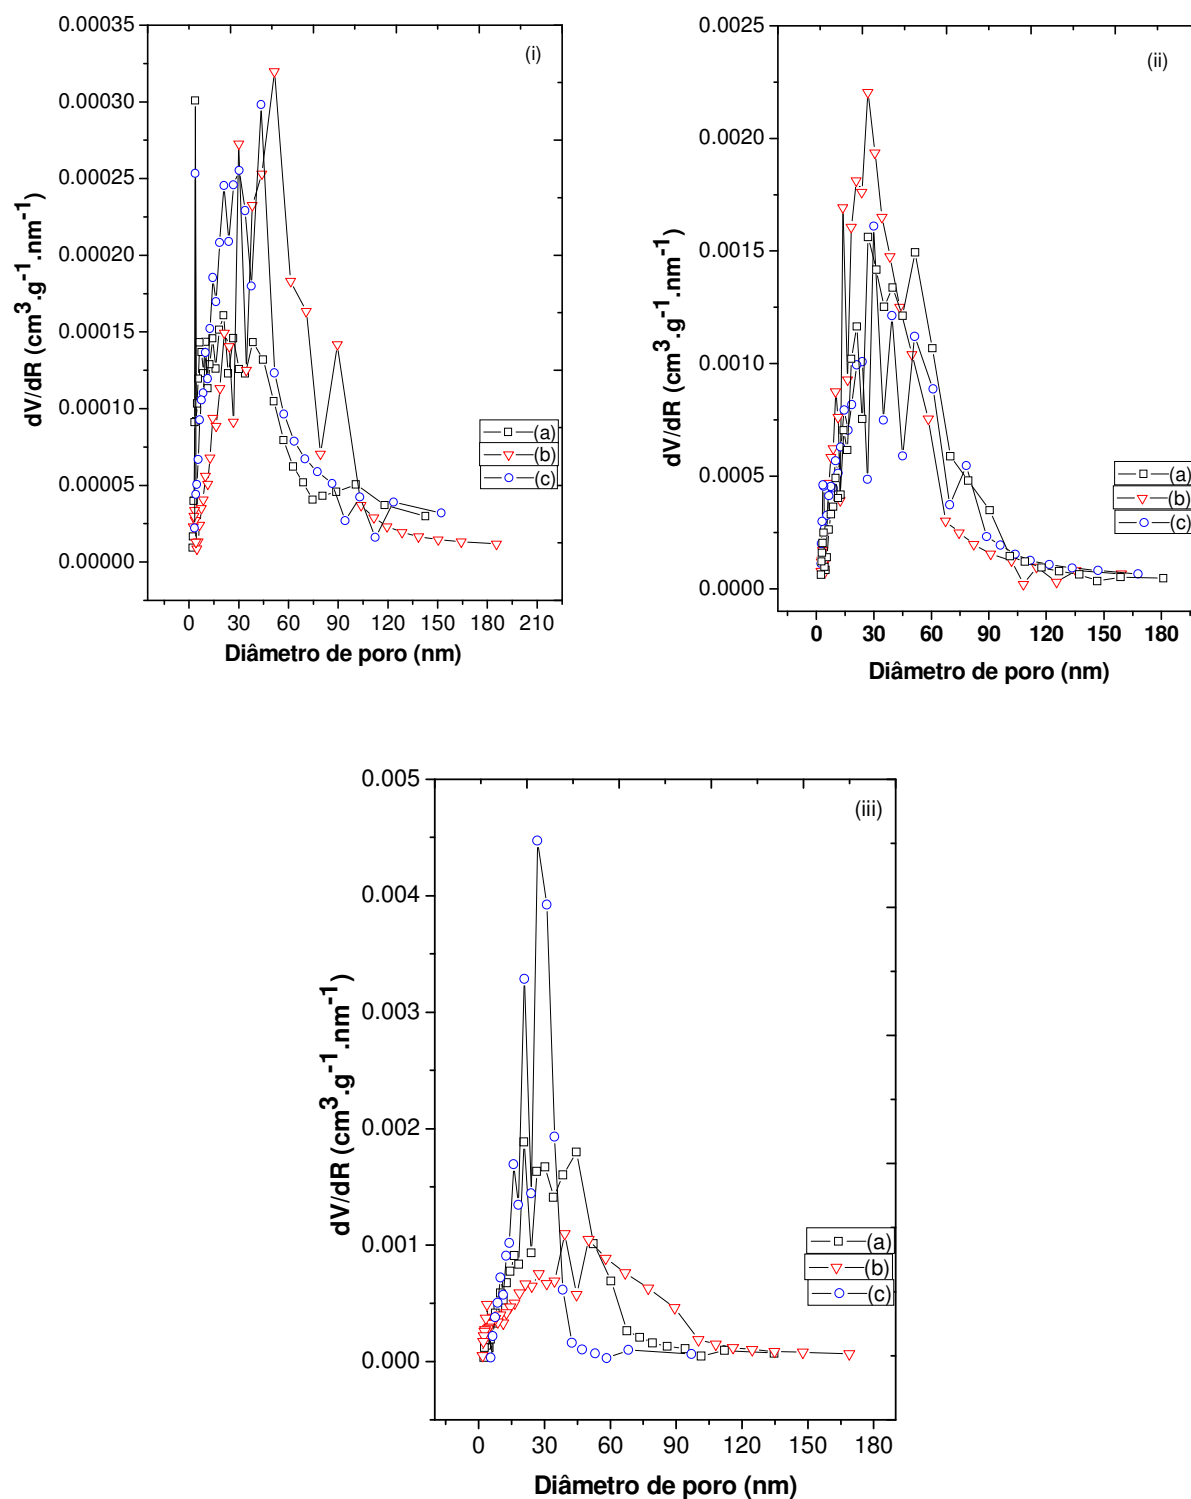 (i)
0.00035
0.00030
0.00025
0.00020
0.00015
0.00010
0.00005
0.00000
dV/dR (cm³.g⁻¹.nm⁻¹)
(a)
(b)
(c)
0 30 60 90 120 150 180 210
Diâmetro de poro (nm)
(ii)
0.0025
0.0020
0.0015
0.0010
0.0005
0.0000
dV/dR (cm³.g⁻¹.nm⁻¹)
(a)
(b)
(c)
0 30 60 90 120 150 180
Diâmetro de poro (nm)
(iii)
0.005
0.004
0.003
0.002
0.001
0.000
dV/dR (cm³.g⁻¹.nm⁻¹)
(a)
(b)
(c)
0 30 60 90 120 150 180
Diâmetro de poro (nm)